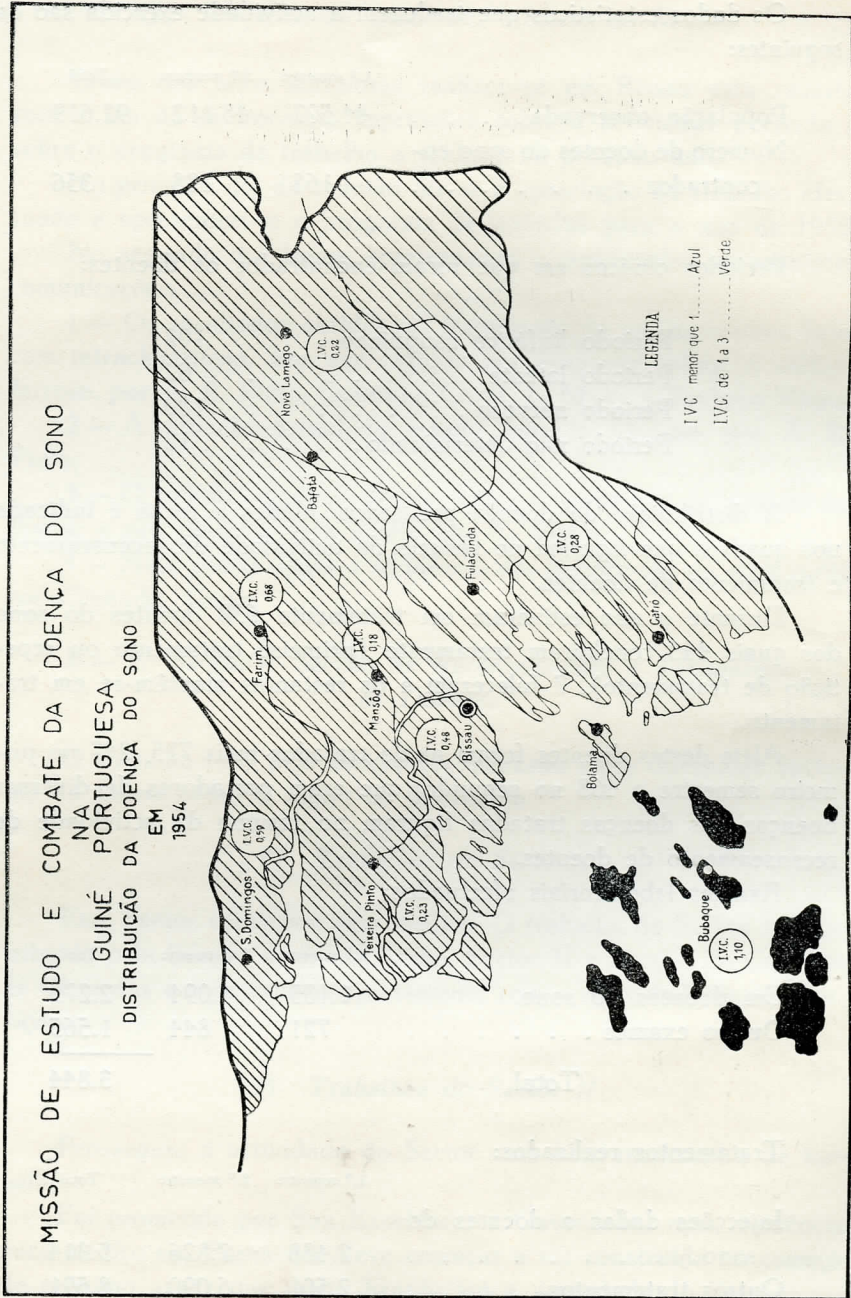 MISSÃO DE ESTUDO E COMBATE DA DOENÇA DO SONO
NA
GUINÉ PORTUGUESA
DISTRIBUIÇÃO DA DOENÇA DO SONO
EM
1954
S. Domingos
I.V.C.
0,59
Farim
I.V.C.
0,68
Nova Lamego
I.V.C.
0,22
Bafatá
Teixeira Pinto
I.V.C.
0,23
Mansôa
I.V.C.
0,18
I.V.C.
0,46
Bissau
Fulacunda
I.V.C.
0,28
Catió
Bolama
Bubaque
I.V.C.
1,10
LEGENDA
I.V.C. menor que 1...... Azul
I.V.C. de 1 a 3 ......... Verde